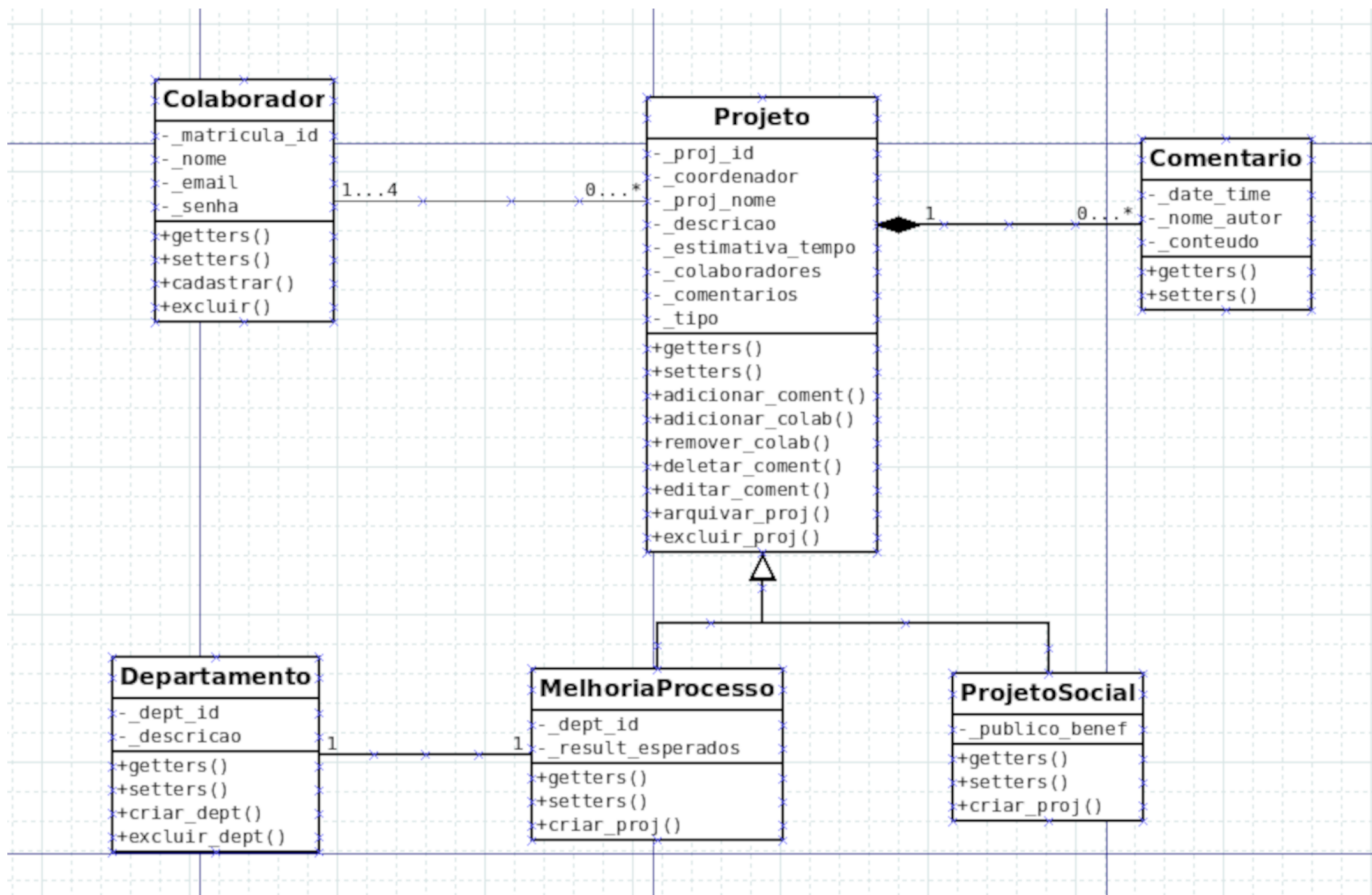 Colaborador
-_matricula_id
-_nome
-_email
-_senha
+getters()
+setters()
+cadastrar()
+excluir()
1...4
0...*
Projeto
-_proj_id
-_coordenador
-_proj_nome
-_descricao
-_estimativa_tempo
-_colaboradores
-_comentarios
-_tipo
+getters()
+setters()
+adicionar_coment()
+adicionar_colab()
+remover_colab()
+deletar_coment()
+editar_coment()
+arquivar_proj()
+excluir_proj()
1
0...*
Comentario
-_date_time
-_nome_autor
-_conteudo
+getters()
+setters()
Departamento
-_dept_id
-_descricao
+getters()
+setters()
+criar_dept()
+excluir_dept()
1
1
MelhoriaProcesso
-_dept_id
-_result_esperados
+getters()
+setters()
+criar_proj()
ProjetoSocial
-_publico_benef
+getters()
+setters()
+criar_proj()